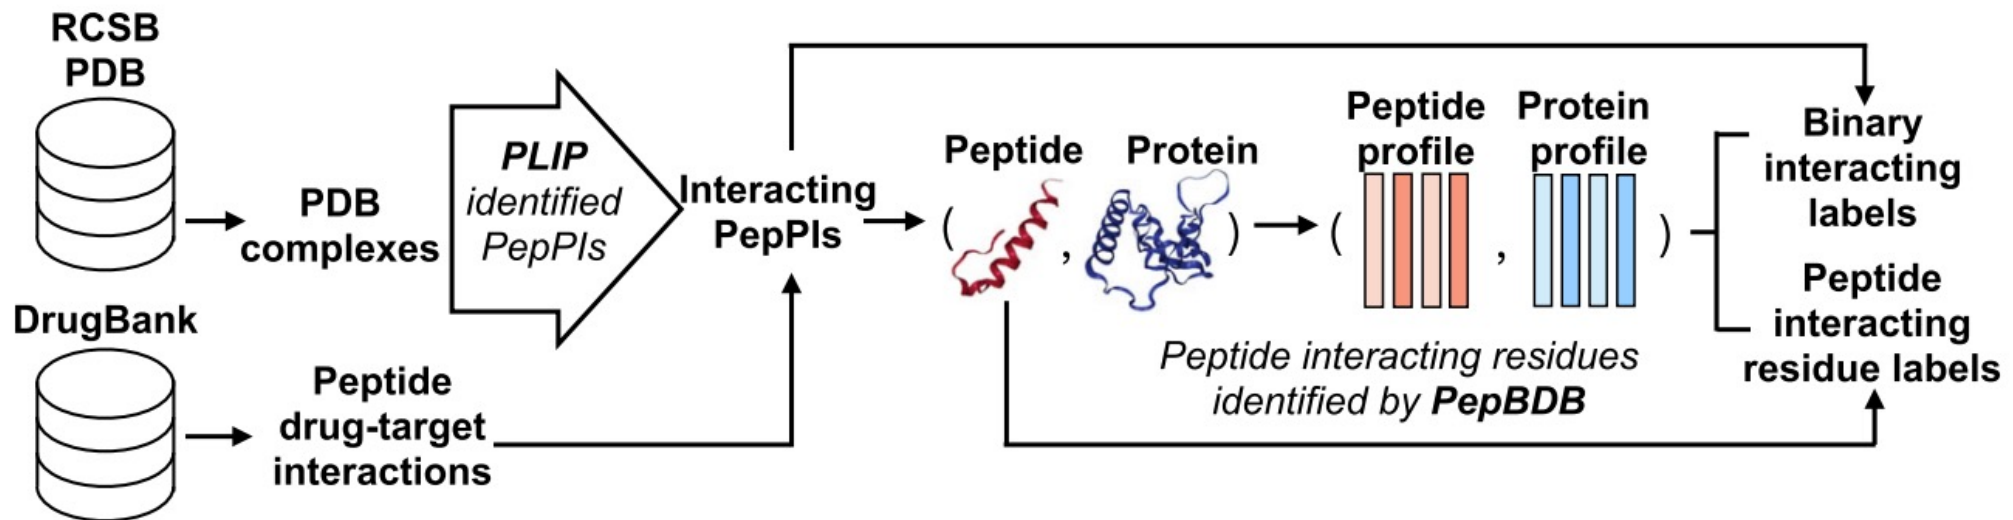 RCSB
PDB
PDB
complexes
PLIP
identified
PepPIs
DrugBank
Peptide
drug-target
interactions
Interacting
PepPIs
Peptide
Protein
( , )
Peptide
profile
Protein
profile
( , )
Peptide interacting residues
identified by PepBDB
Binary
interacting
labels
Peptide
interacting
residue labels